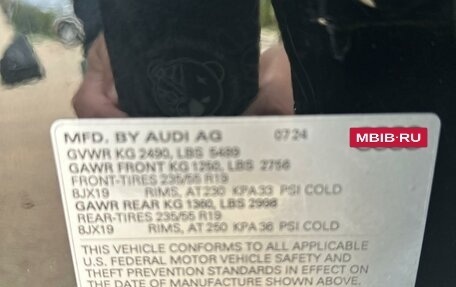 MFD. BY AUDI AG 07 24
MBIB·RU
GVWR KG 2490, LBS 5489
GAWR FRONT KG 1250, LBS 2756
FRONT-TIRES 235/55 R19
8JX19 RIMS, AT 230 KPA 33 PSI COLD
GAWR REAR KG 1360, LBS 2998
REAR-TIRES 235/55 R19
8JX19 RIMS, AT 250 KPA 36 PSI COLD
THIS VEHICLE CONFORMS TO ALL APPLICABLE
U.S. FEDERAL MOTOR VEHICLE SAFETY AND
THEFT PREVENTION STANDARDS IN EFFECT ON
THE DATE OF MANUFACTURE SHOWN ABOVE.